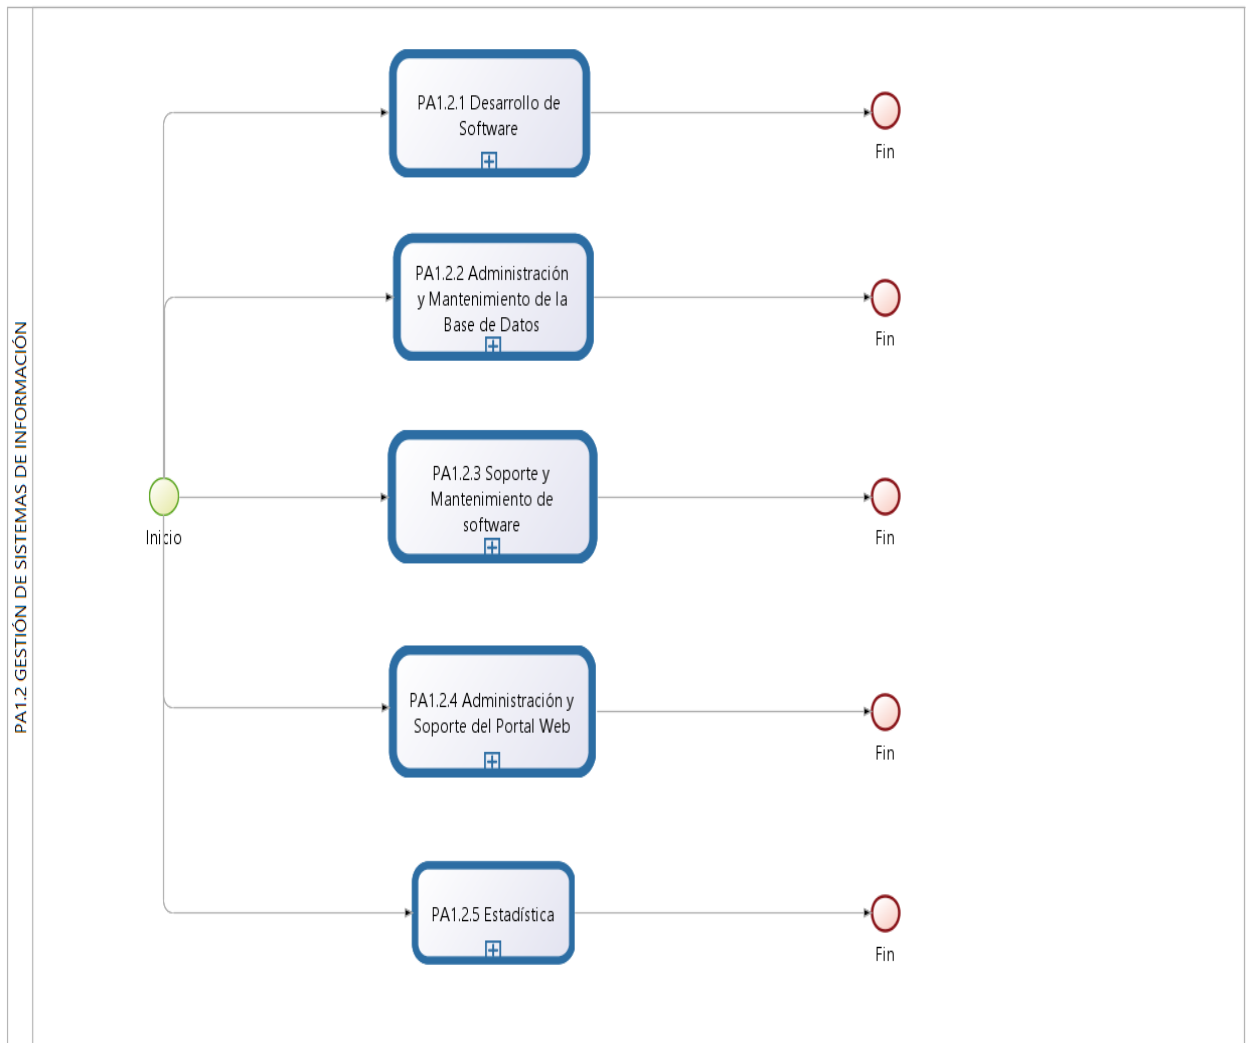 PA1.2 GESTIÓN DE SISTEMAS DE INFORMACIÓN
Inicio
PA1.2.1 Desarrollo de
Software
Fin
PA1.2.2 Administración
y Mantenimiento de la
Base de Datos
Fin
PA1.2.3 Soporte y
Mantenimiento de
software
Fin
PA1.2.4 Administración y
Soporte del Portal Web
Fin
PA1.2.5 Estadística
Fin